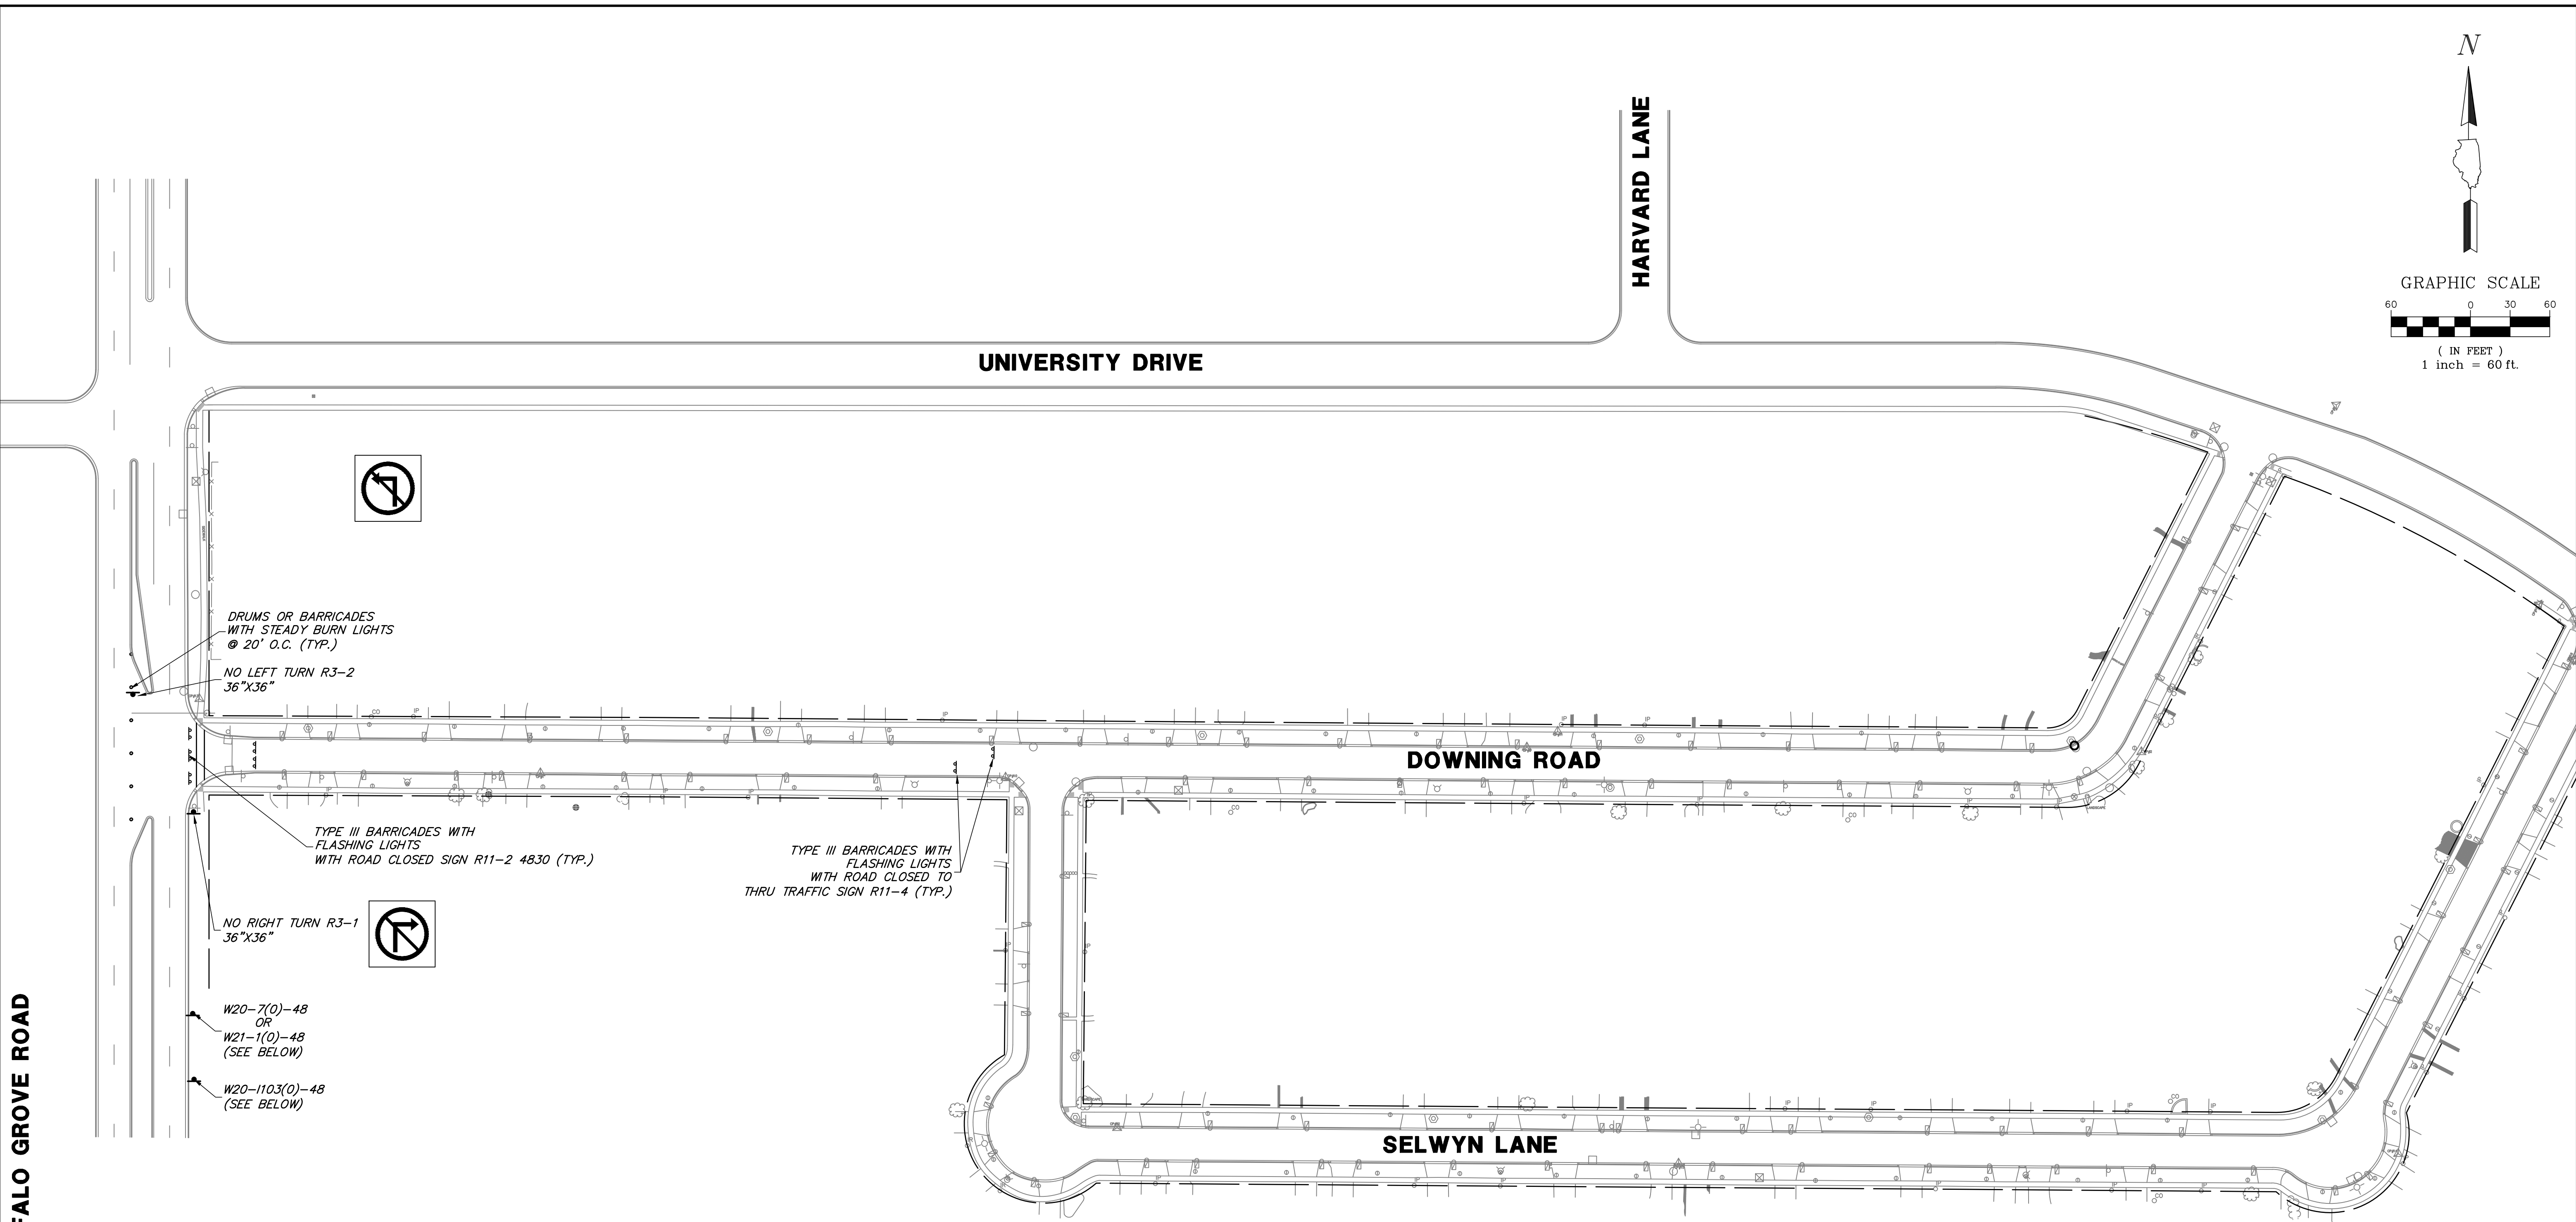 N
GRAPHIC SCALE
60 0 30 60
( IN FEET )
1 inch = 60 ft.
HARVARD LANE
UNIVERSITY DRIVE
DRUMS OR BARRICADES
WITH STEADY BURN LIGHTS
@ 20' O.C. (TYP.)
NO LEFT TURN R3-2
36"X36"
DOWNING ROAD
TYPE III BARRICADES WITH
FLASHING LIGHTS
WITH ROAD CLOSED SIGN R11-2 4830 (TYP.)
TYPE III BARRICADES WITH
FLASHING LIGHTS
WITH ROAD CLOSED TO
THRU TRAFFIC SIGN R11-4 (TYP.)
NO RIGHT TURN R3-1
36"X36"
W20-7(0)-48
OR
W21-1(0)-48
(SEE BELOW)
W20-I103(0)-48
(SEE BELOW)
FALO GROVE ROAD
SELWYN LANE